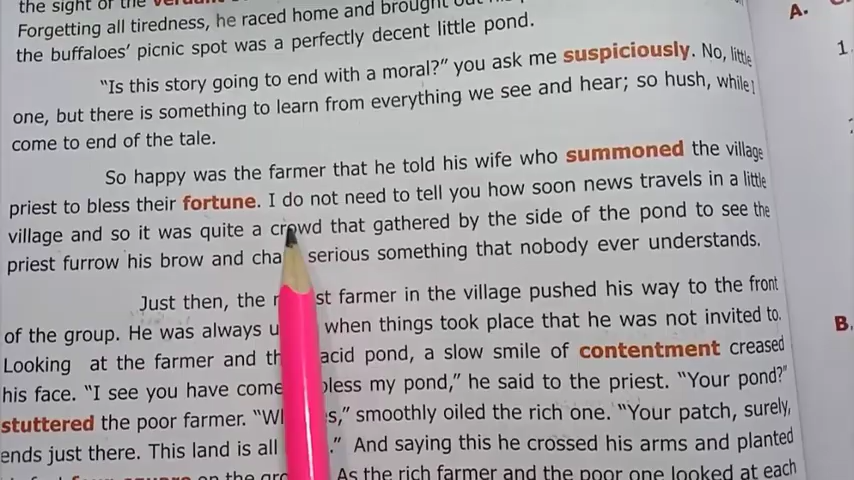 the sight of the
Forgetting all tiredness, he raced home and brought out
the buffaloes' picnic spot was a perfectly decent little pond.
"Is this story going to end with a moral?" you ask me suspiciously. No, little
one, but there is something to learn from everything we see and hear; so hush, while I
come to end of the tale.
So happy was the farmer that he told his wife who summoned the village
priest to bless their fortune. I do not need to tell you how soon news travels in a little
village and so it was quite a crowd that gathered by the side of the pond to see the
priest furrow his brow and serious something that nobody ever understands.
Just then, the farmer in the village pushed his way to the front
of the group. He was always when things took place that he was not invited to.
Looking at the farmer and pond, a slow smile of contentment creased
his face. "I see you have come bless my pond," he said to the priest. "Your pond?"
stuttered the poor farmer. smoothly oiled the rich one. "Your patch, surely,
ends just there. This land is all And saying this he crossed his arms and planted
on the As the rich farmer and the poor one looked at each
A.
1.
B.